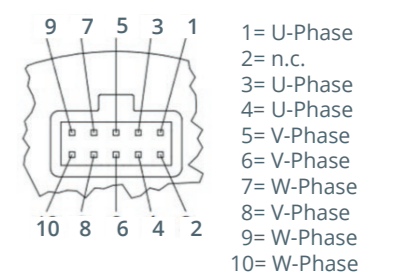 9 7 5 3 1
10 8 6 4 2
1= U-Phase
2= n.c.
3= U-Phase
4= U-Phase
5= V-Phase
6= V-Phase
7= W-Phase
8= V-Phase
9= W-Phase
10= W-Phase